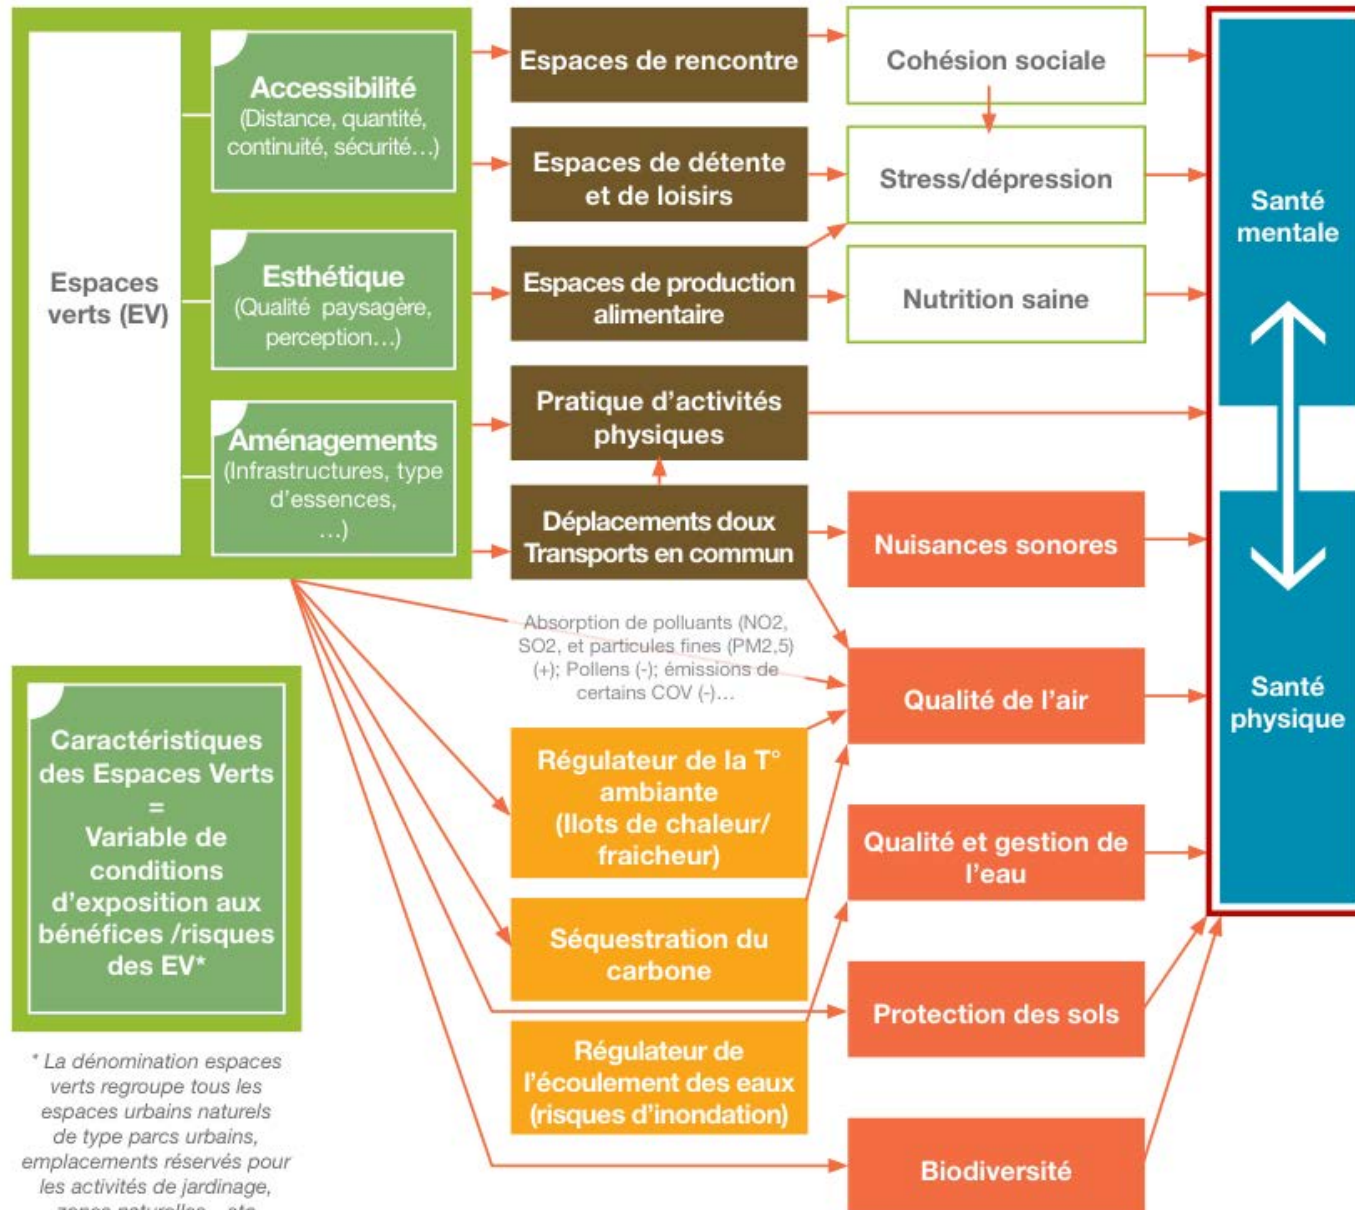 Espaces
verts (EV)
Accessibilité
(Distance, quantité,
continuité, sécurité…)
Esthétique
(Qualité paysagère,
perception…)
Aménagements
(Infrastructures, type
d'essences,
…)
Espaces de rencontre
Espaces de détente
et de loisirs
Espaces de production
alimentaire
Pratique d'activités
physiques
Déplacements doux
Transports en commun
Cohésion sociale
Stress/dépression
Nutrition saine
Nuisances sonores
Absorption de polluants (NO2,
SO2, et particules fines (PM2,5)
(+); Pollens (-); émissions de
certains COV (-)…
Qualité de l'air
Régulateur de la T°
ambiante
(Ilots de chaleur/
fraicheur)
Qualité et gestion de
l'eau
Séquestration du
carbone
Protection des sols
Régulateur de
l'écoulement des eaux
(risques d'inondation)
Biodiversité
Santé
mentale
Santé
physique
Caractéristiques
des Espaces Verts
=
Variable de
conditions
d'exposition aux
bénéfices /risques
des EV*
* La dénomination espaces
verts regroupe tous les
espaces urbains naturels
de type parcs urbains,
emplacements réservés pour
les activités de jardinage,